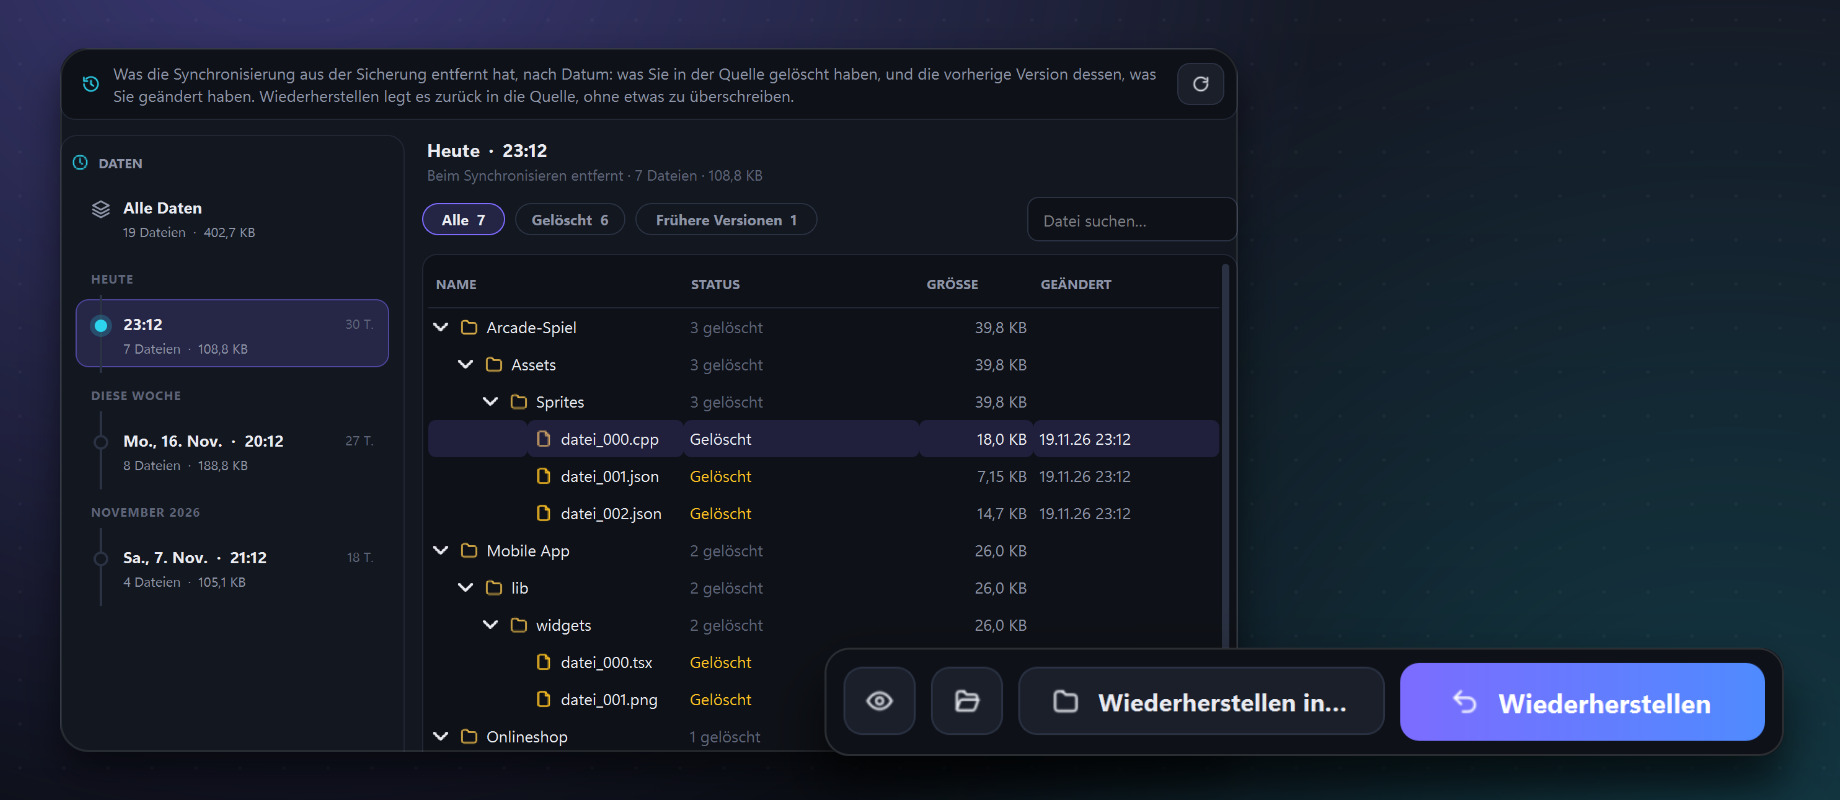 Was die Synchronisierung aus der Sicherung entfernt hat, nach Datum: was Sie in der Quelle gelöscht haben, und die vorherige Version dessen, was
Sie geändert haben. Wiederherstellen legt es zurück in die Quelle, ohne etwas zu überschreiben.
DATEN
Alle Daten
19 Dateien · 402,7 KB
HEUTE
23:12 30 T.
7 Dateien · 108,8 KB
DIESE WOCHE
Mo., 16. Nov. · 20:12 27 T.
8 Dateien · 188,8 KB
NOVEMBER 2026
Sa., 7. Nov. · 21:12 18 T.
4 Dateien · 105,1 KB
Heute · 23:12
Beim Synchronisieren entfernt · 7 Dateien · 108,8 KB
Alle 7 Gelöscht 6 Frühere Versionen 1 Datei suchen...
NAME STATUS GRÖSSE GEÄNDERT
Arcade-Spiel 3 gelöscht 39,8 KB
Assets 3 gelöscht 39,8 KB
Sprites 3 gelöscht 39,8 KB
datei_000.cpp Gelöscht 18,0 KB 19.11.26 23:12
datei_001.json Gelöscht 7,15 KB 19.11.26 23:12
datei_002.json Gelöscht 14,7 KB 19.11.26 23:12
Mobile App 2 gelöscht 26,0 KB
lib 2 gelöscht 26,0 KB
widgets 2 gelöscht 26,0 KB
datei_000.tsx Gelöscht
datei_001.png Gelöscht
Onlineshop 1 gelöscht
Wiederherstellen in... Wiederherstellen